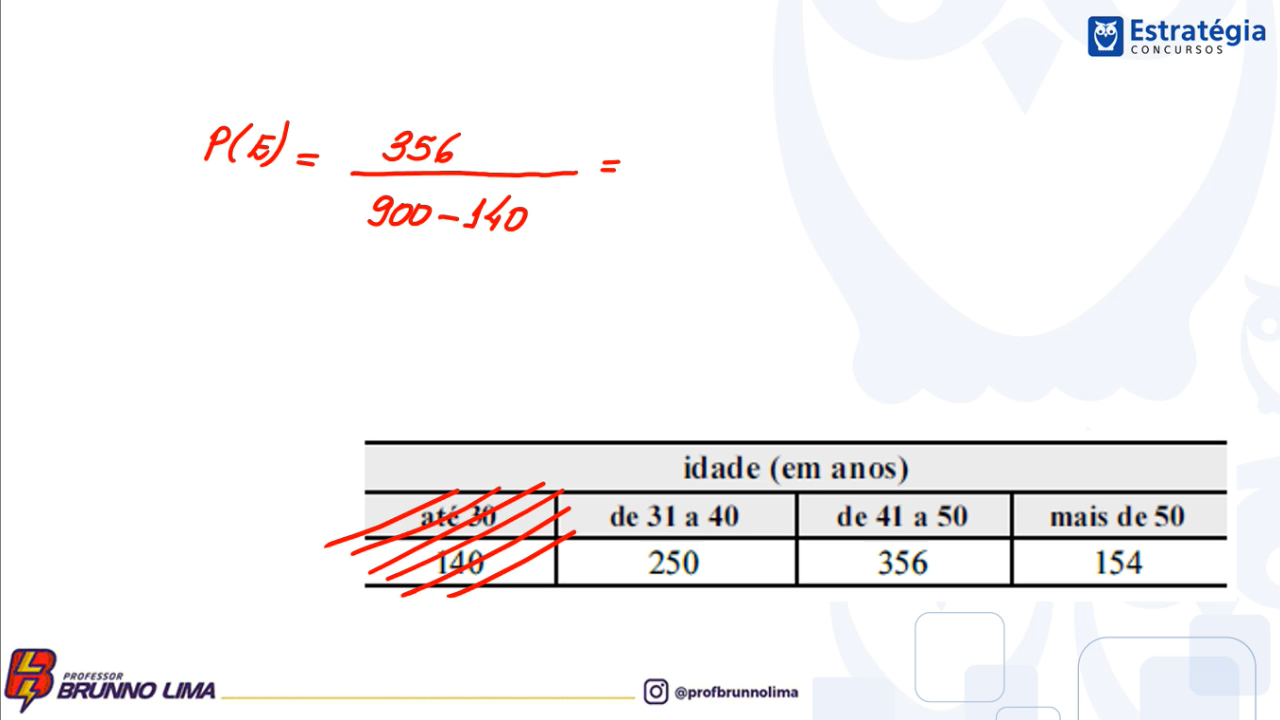 Estratégia
CONCURSOS
P(E) = 356 / 900 - 140 =
idade (em anos)
até 30 de 31 a 40 de 41 a 50 mais de 50
140 250 356 154
PROFESSOR
BRUNNO LIMA
@profbrunnolima